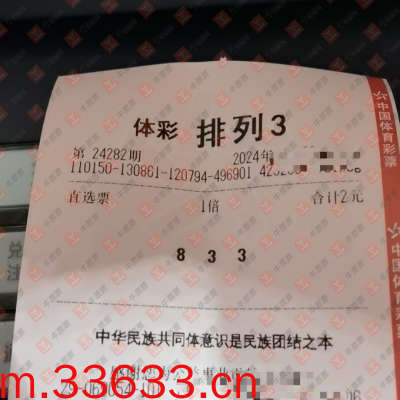 体彩 排列3
第 24282期 2024年
110150-130861-120794-496901
直选票 1倍 合计2元
8 3 3
中华民族共同体意识是民族团结之本
中国体育彩票
m.33633.cn